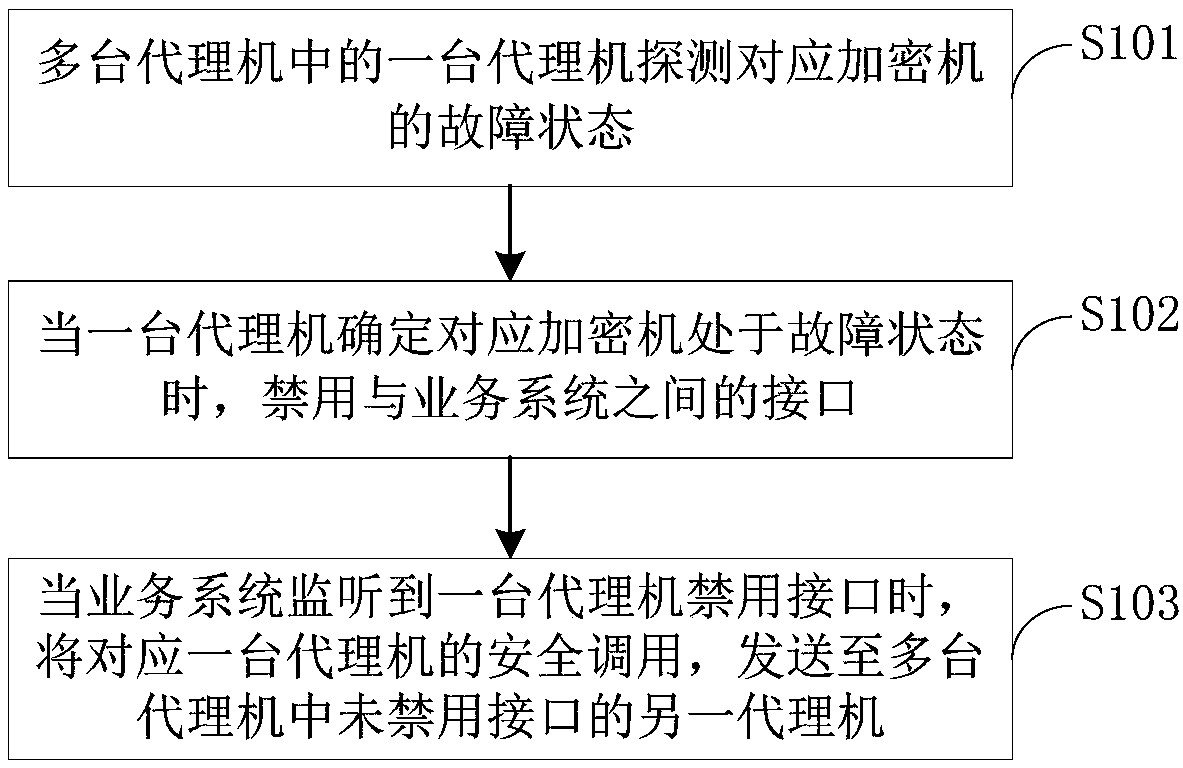 多台代理机中的一台代理机探测对应加密机
的故障状态
S101
当一台代理机确定对应加密机处于故障状态
时，禁用与业务系统之间的接口
S102
当业务系统监听到一台代理机禁用接口时，
将对应一台代理机的安全调用，发送至多台
代理机中未禁用接口的另一代理机
S103